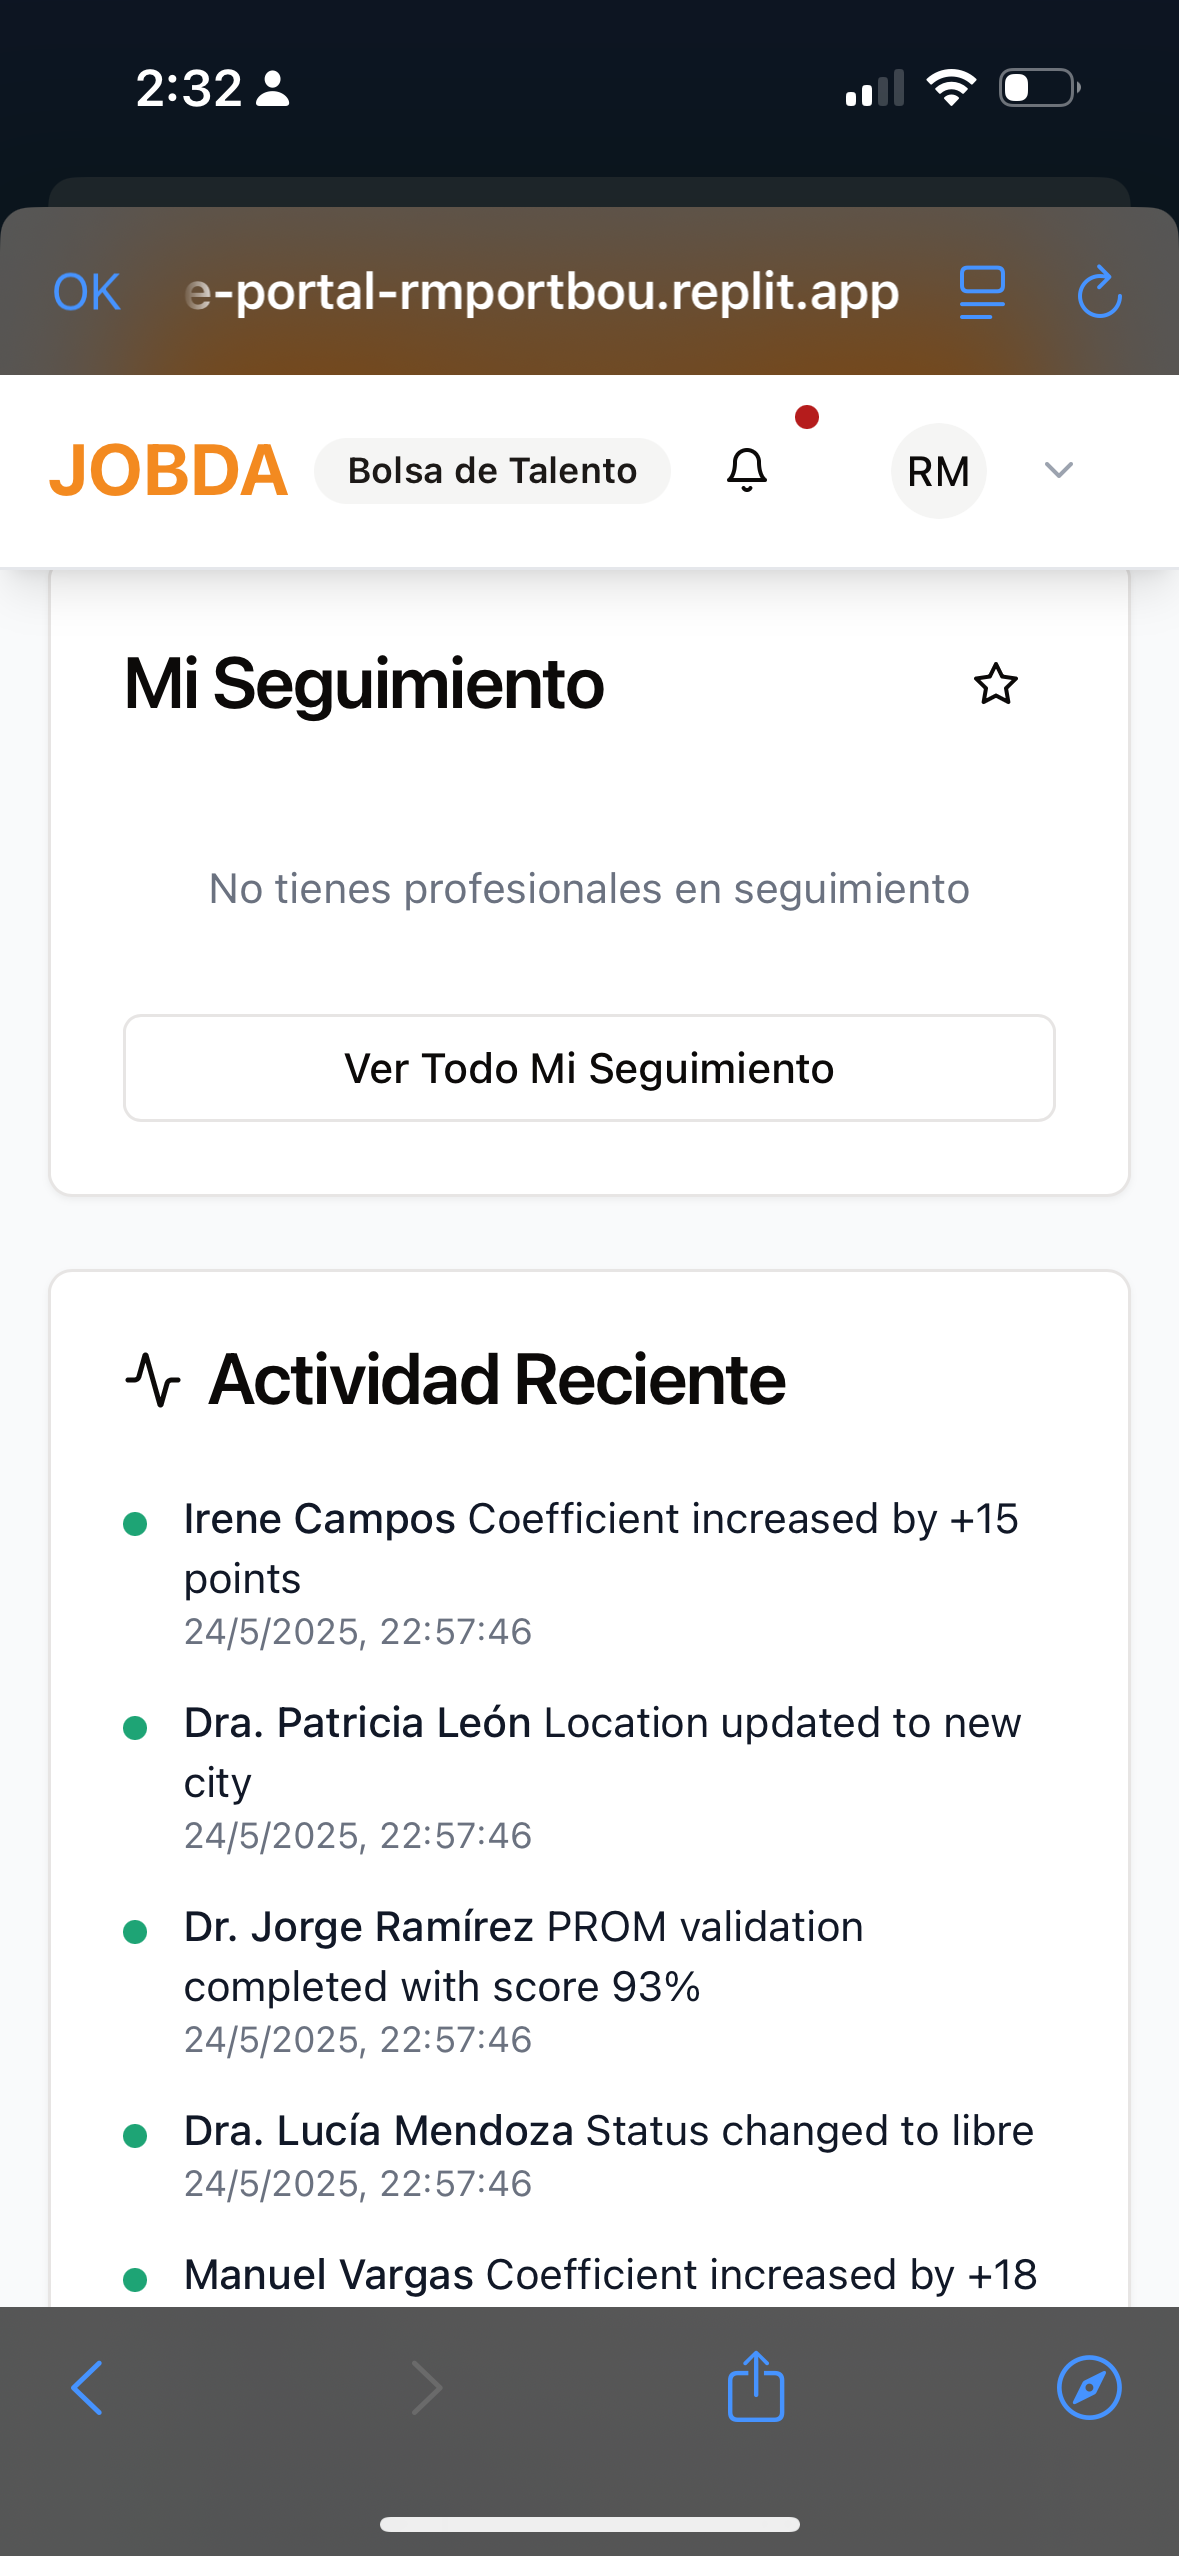 2:32
OK
e-portal-rmportbou.replit.app
JOBDA
Bolsa de Talento
RM
Mi Seguimiento
No tienes profesionales en seguimiento
Ver Todo Mi Seguimiento
Actividad Reciente
Irene Campos Coefficient increased by +15
points
24/5/2025, 22:57:46
Dra. Patricia León Location updated to new
city
24/5/2025, 22:57:46
Dr. Jorge Ramírez PROM validation
completed with score 93%
24/5/2025, 22:57:46
Dra. Lucía Mendoza Status changed to libre
24/5/2025, 22:57:46
Manuel Vargas Coefficient increased by +18